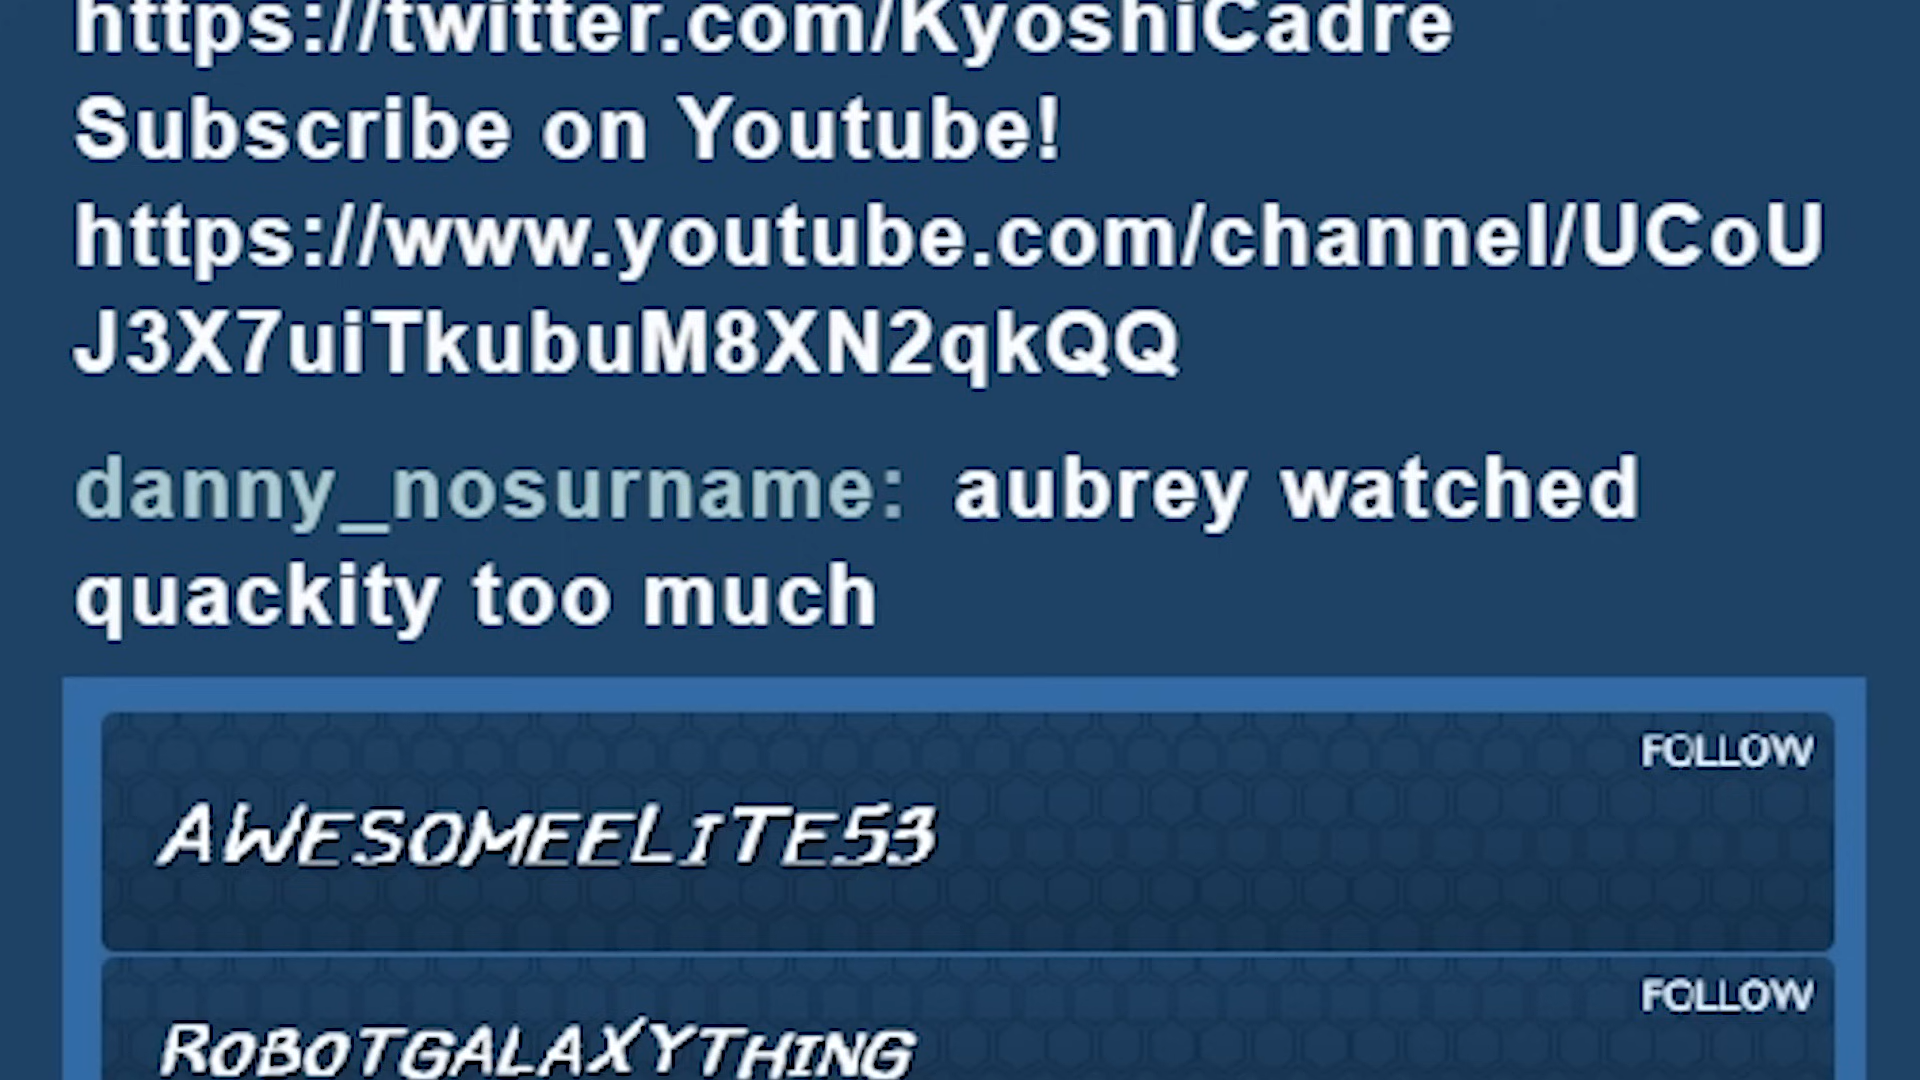 https://twitter.com/KyoshiCadre
Subscribe on Youtube!
https://www.youtube.com/channel/UCoU
J3X7uiTkubuM8XN2qkQQ
danny_nosurname: aubrey watched
quackity too much
FOLLOW
AWESOMEELITE53
FOLLOW
ROBOTGALAXYTHING